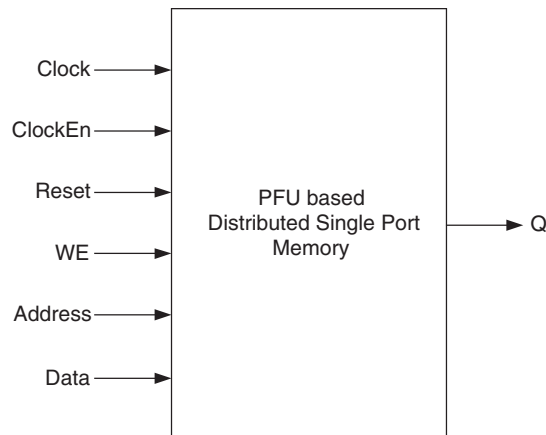 Clock
ClockEn
Reset
WE
Address
Data
PFU based
Distributed Single Port
Memory
Q